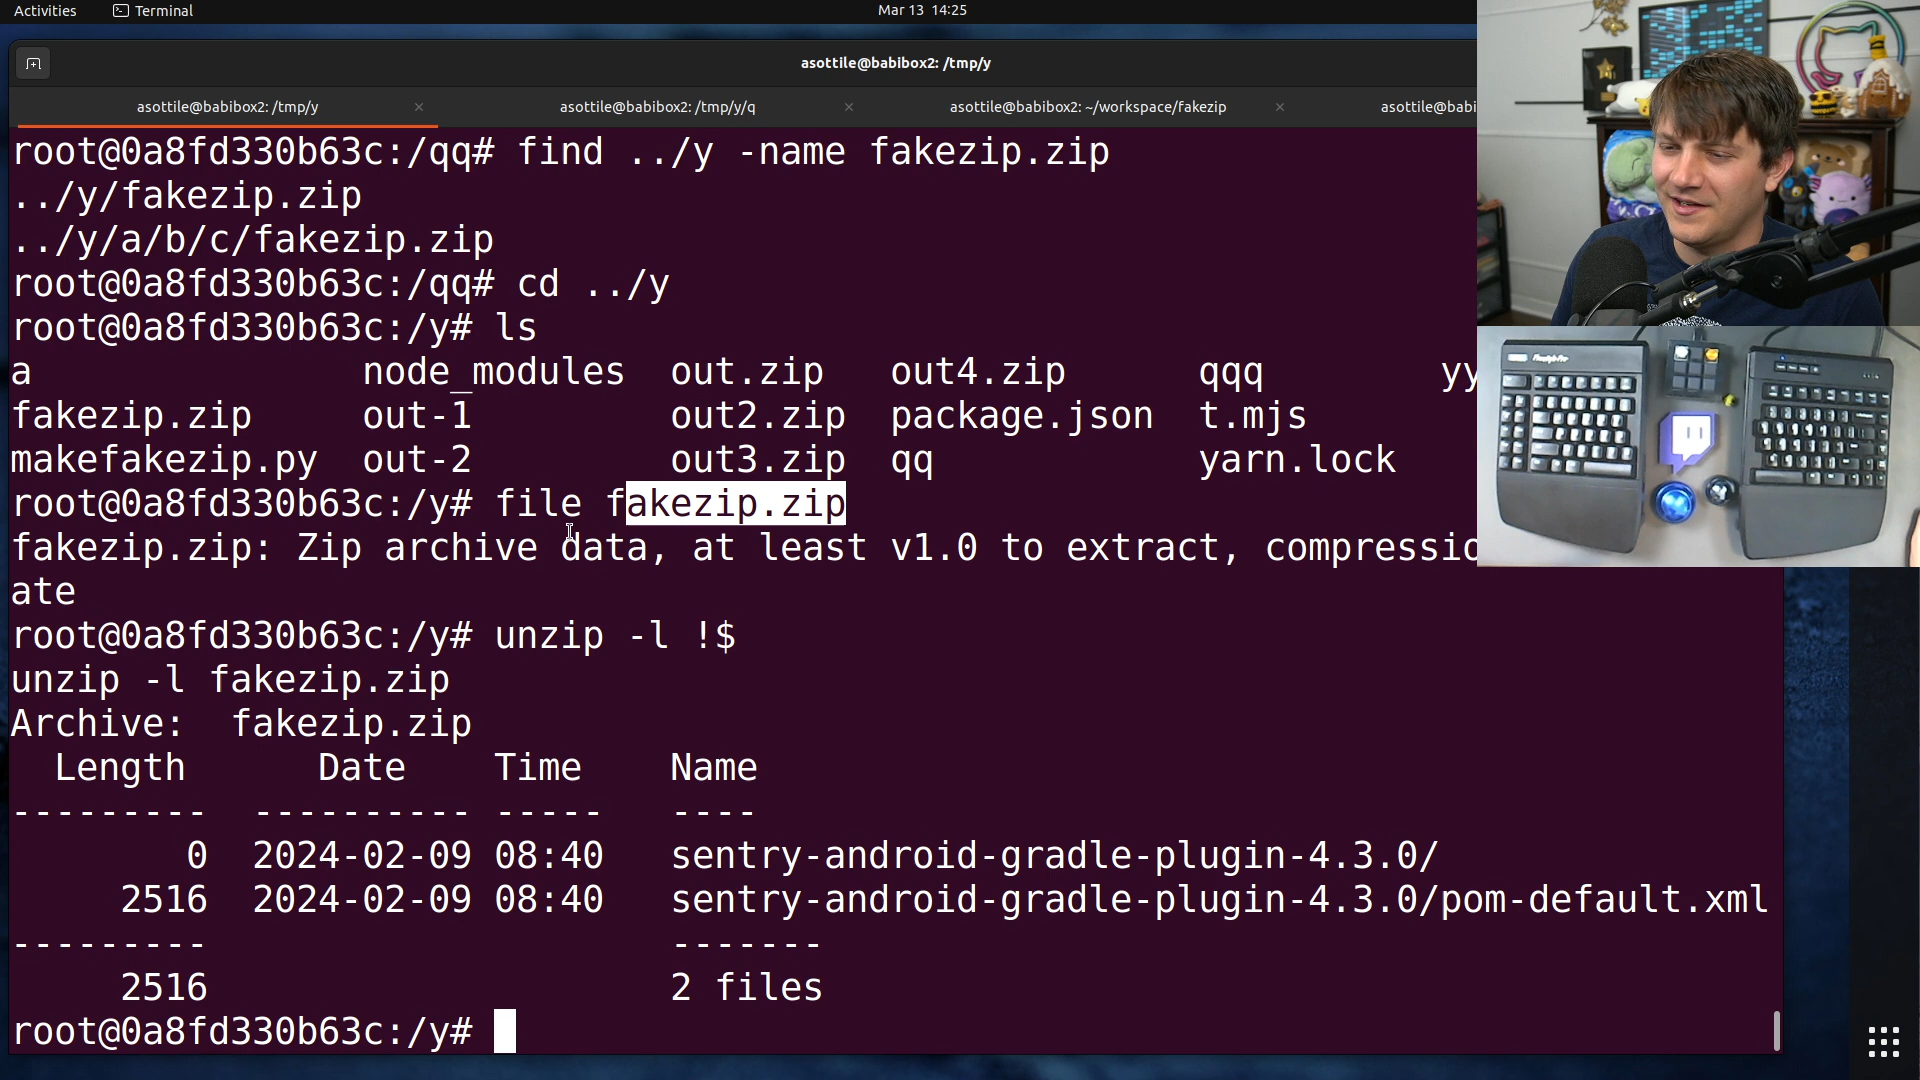 Activities Terminal Mar 13 14:25
asottile@babibox2: /tmp/y
asottile@babibox2: /tmp/y × asottile@babibox2: /tmp/y/q × asottile@babibox2: ~/workspace/fakezip × asottile@babi
root@0a8fd330b63c:/qq# find ../y -name fakezip.zip
../y/fakezip.zip
../y/a/b/c/fakezip.zip
root@0a8fd330b63c:/qq# cd ../y
root@0a8fd330b63c:/y# ls
a node_modules out.zip out4.zip qqq yy
fakezip.zip out-1 out2.zip package.json t.mjs
makefakezip.py out-2 out3.zip qq yarn.lock
root@0a8fd330b63c:/y# file fakezip.zip
fakezip.zip: Zip archive data, at least v1.0 to extract, compressio
ate
root@0a8fd330b63c:/y# unzip -l !$
unzip -l fakezip.zip
Archive:  fakezip.zip
  Length      Date    Time    Name
---------  ---------- -----   ----
        0  2024-02-09 08:40   sentry-android-gradle-plugin-4.3.0/
     2516  2024-02-09 08:40   sentry-android-gradle-plugin-4.3.0/pom-default.xml
---------                     -------
     2516                     2 files
root@0a8fd330b63c:/y#